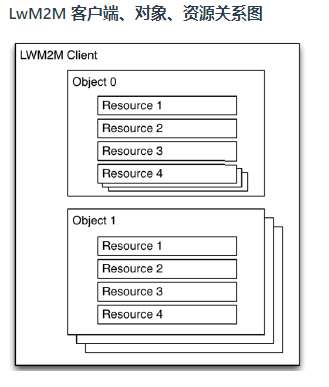 LwM2M 客户端、对象、资源关系图
LWM2M Client
Object 0
Resource 1
Resource 2
Resource 3
Resource 4
Object 1
Resource 1
Resource 2
Resource 3
Resource 4